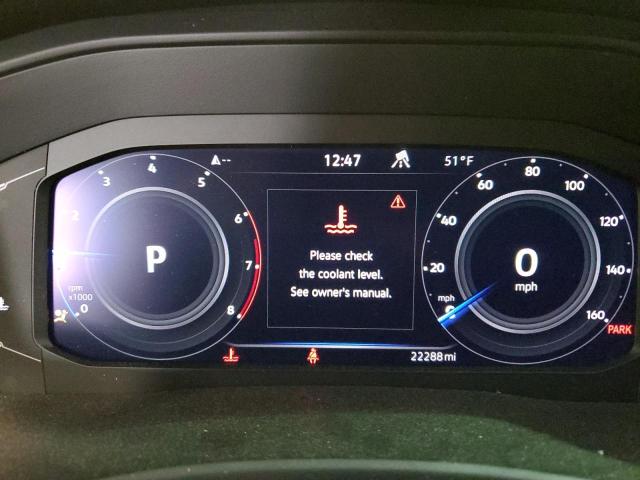 -- 12:47 51°F
2 3 4 5 6 7 8
P
rpm
x1000
0
Please check
the coolant level.
See owner's manual.
20 40 60 80 100 120 140 160
0
mph
mph
0
PARK
22288 mi